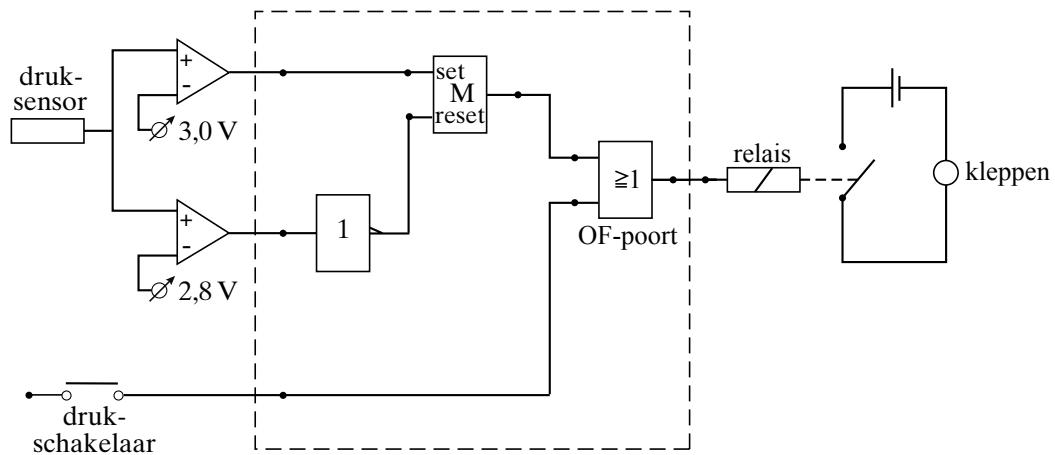 druk-
sensor
+
-
3,0 V
set
M
reset
+
-
2,8 V
1
≧1
OF-poort
relais
kleppen
druk-
schakelaar